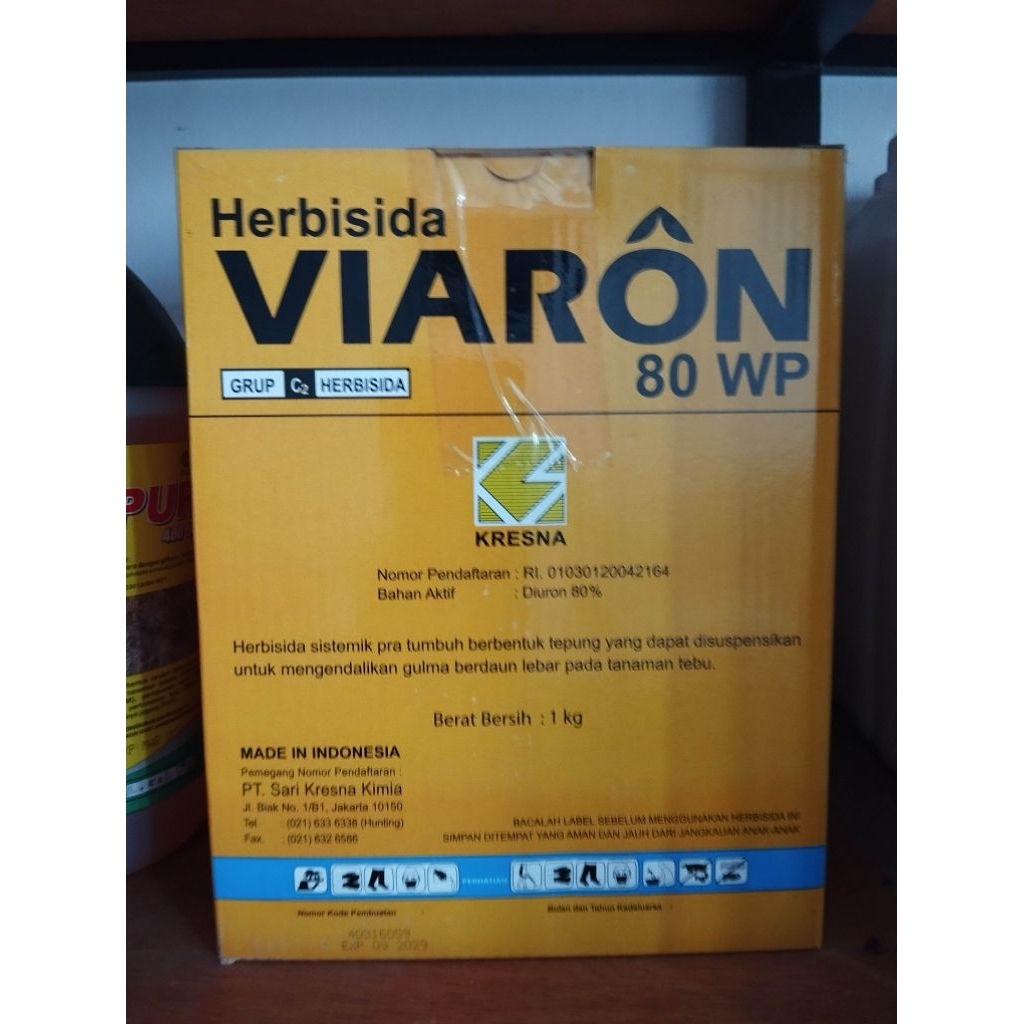 Herbisida
VIARÔN
80 WP
GRUP C2 HERBISIDA
KRESNA
Nomor Pendaftaran : RI. 01030120042164
Bahan Aktif : Diuron 80%
Herbisida sistemik pra tumbuh berbentuk tepung yang dapat disuspensikan
untuk mengendalikan gulma berdaun lebar pada tanaman tebu.
Berat Bersih : 1 kg
MADE IN INDONESIA
Pemegang Nomor Pendaftaran :
PT. Sari Kresna Kimia
Jl. Biak No. 1/B1, Jakarta 10150
Tel. : (021) 633 6338 (Hunting)
Fax. : (021) 632 6586
BACALAH LABEL SEBELUM MENGGUNAKAN HERBISIDA INI
SIMPAN DITEMPAT YANG AMAN DAN JAUH DARI JANGKAUAN ANAK-ANAK
PERHATIAN
Nomor Kode Pembuatan
Bulan dan Tahun Kadaluarsa :
EXP. 09 2029